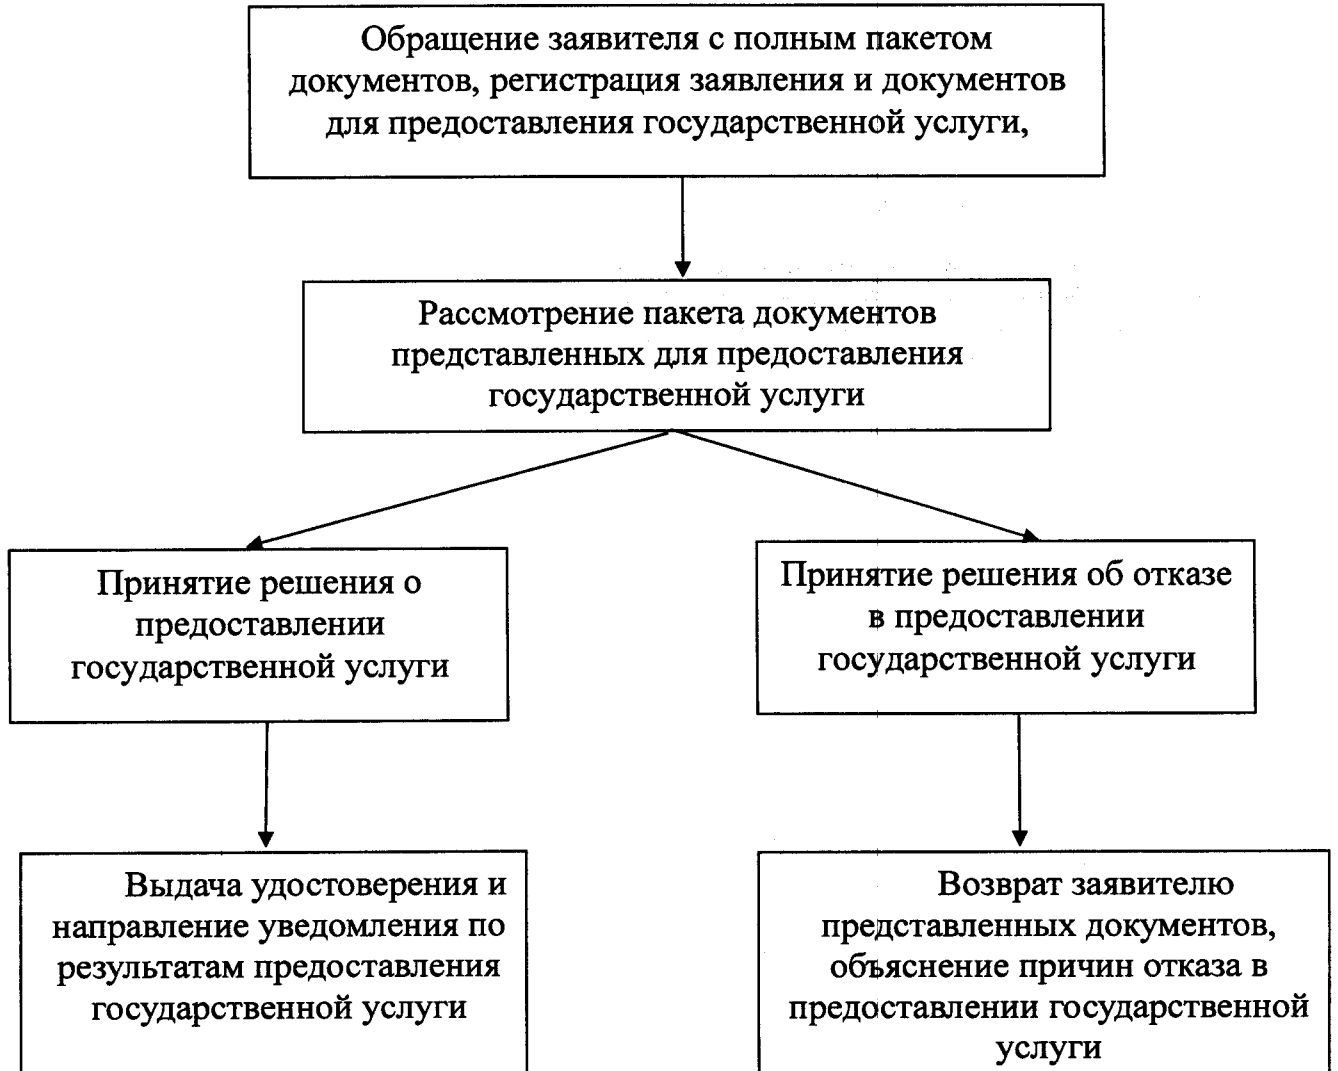 Обращение заявителя с полным пакетом
документов, регистрация заявления и документов
для предоставления государственной услуги,
Рассмотрение пакета документов
представленных для предоставления
государственной услуги
Принятие решения о
предоставлении
государственной услуги
Принятие решения об отказе
в предоставлении
государственной услуги
Выдача удостоверения и
направление уведомления по
результатам предоставления
государственной услуги
Возврат заявителю
представленных документов,
объяснение причин отказа в
предоставлении государственной
услуги